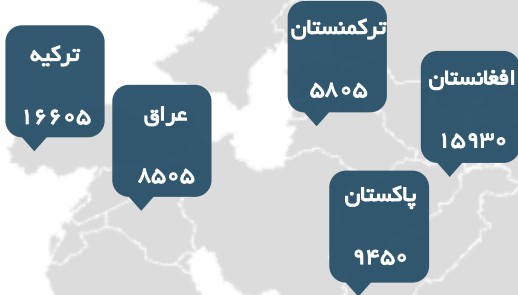 ترکمنستان
۵۸۰۵
ترکیه
۱۶۶۰۵
افغانستان
۱۵۹۳۰
عراق
۸۵۰۵
پاکستان
۹۴۵۰